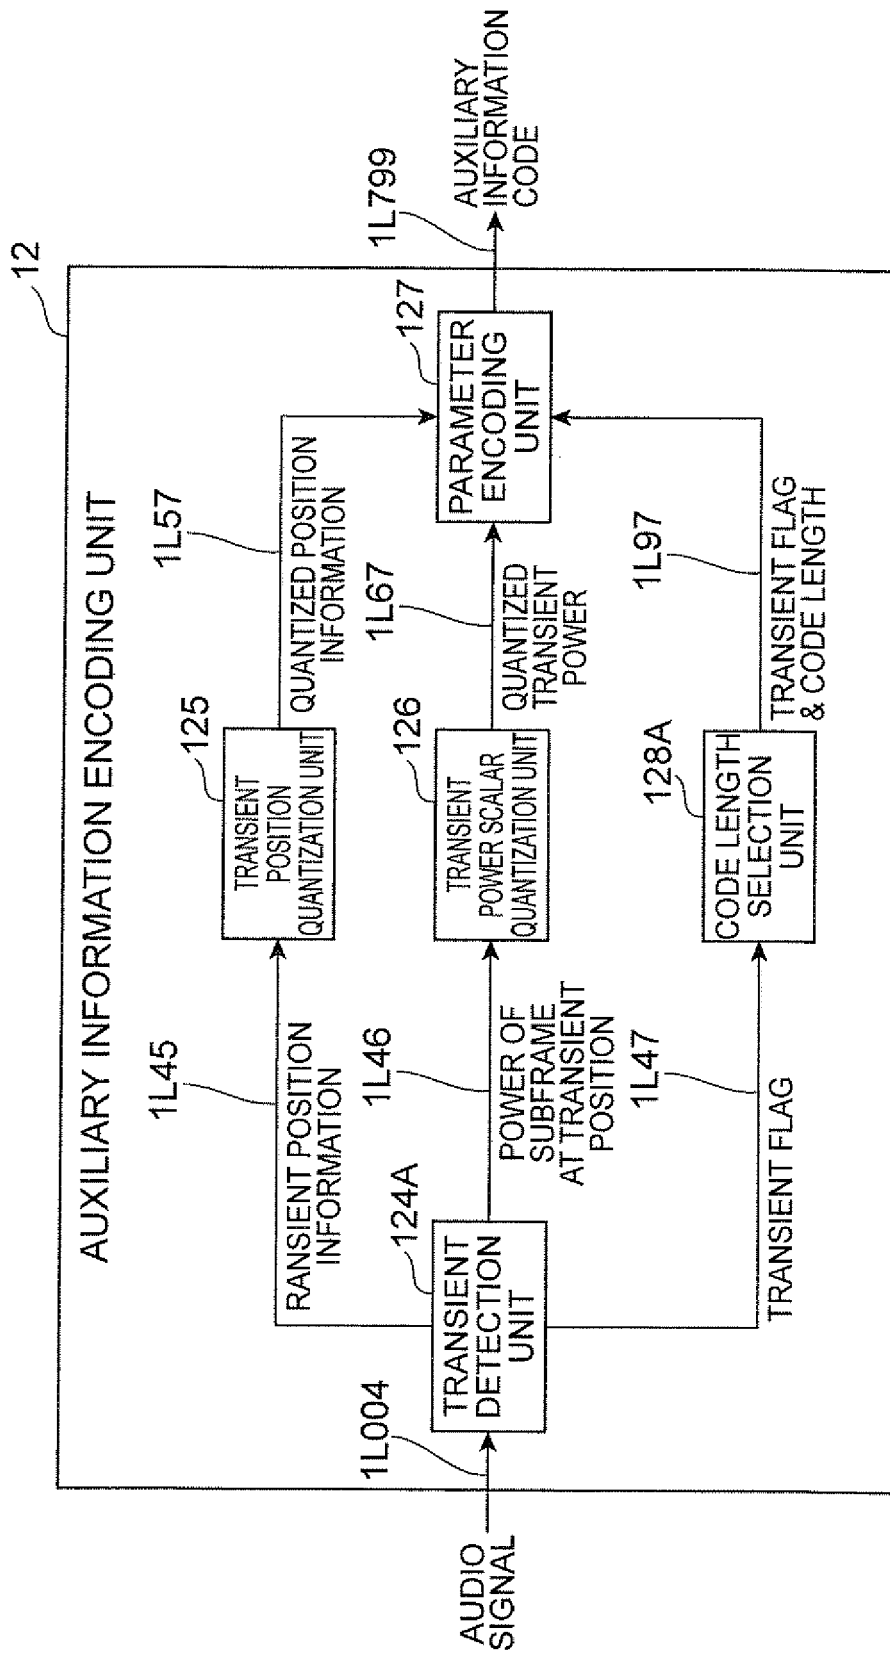 12
AUXILIARY INFORMATION ENCODING UNIT
AUDIO
SIGNAL
1L004
TRANSIENT
DETECTION
UNIT
124A
1L45
RANSIENT POSITION
INFORMATION
125
TRANSIENT
POSITION
QUANTIZATION UNIT
1L57
QUANTIZED POSITION
INFORMATION
1L46
POWER OF
SUBFRAME
AT TRANSIENT
POSITION
126
TRANSIENT
POWER SCALAR
QUANTIZATION UNIT
1L67
QUANTIZED
TRANSIENT
POWER
1L47
TRANSIENT FLAG
128A
CODE LENGTH
SELECTION
UNIT
1L97
TRANSIENT FLAG
& CODE LENGTH
127
PARAMETER
ENCODING
UNIT
1L799
AUXILIARY
INFORMATION
CODE